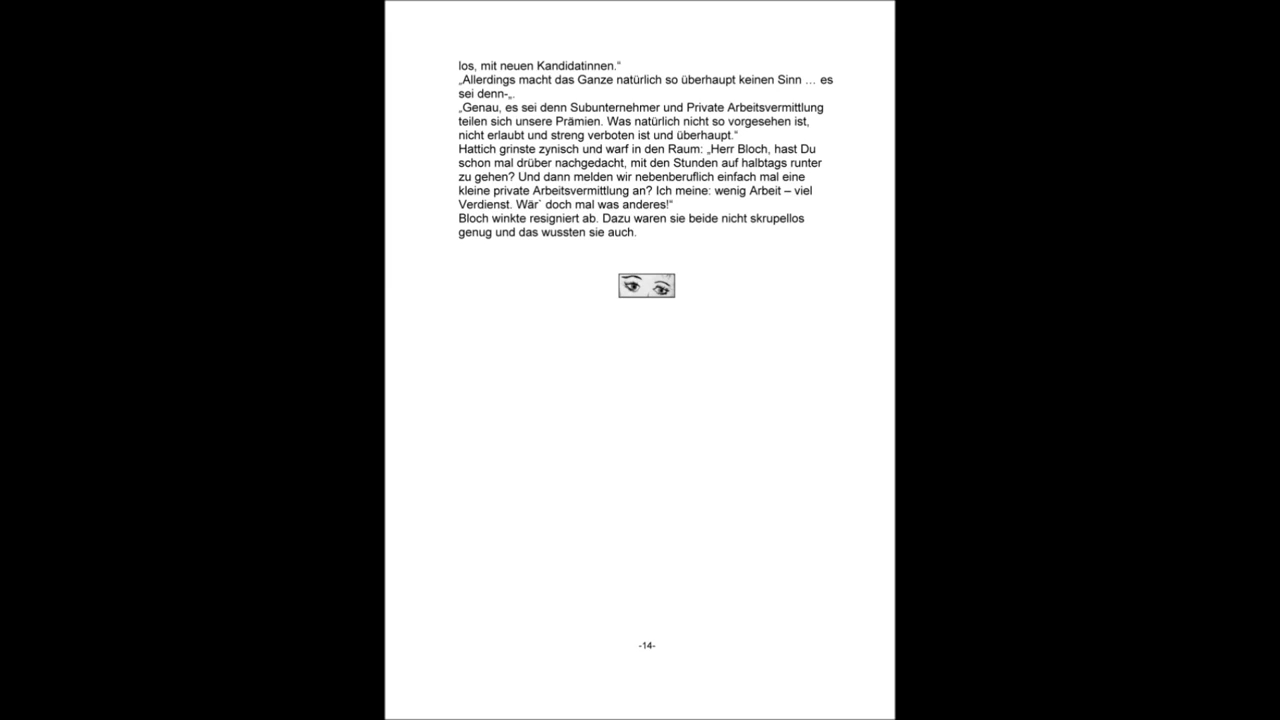 los, mit neuen Kandidatinnen.“
„Allerdings macht das Ganze natürlich so überhaupt keinen Sinn … es
sei denn-„.
„Genau, es sei denn Subunternehmer und Private Arbeitsvermittlung
teilen sich unsere Prämien. Was natürlich nicht so vorgesehen ist,
nicht erlaubt und streng verboten ist und überhaupt.“
Hattich grinste zynisch und warf in den Raum: „Herr Bloch, hast Du
schon mal drüber nachgedacht, mit den Stunden auf halbtags runter
zu gehen? Und dann melden wir nebenberuflich einfach mal eine
kleine private Arbeitsvermittlung an? Ich meine: wenig Arbeit – viel
Verdienst. Wär` doch mal was anderes!“
Bloch winkte resigniert ab. Dazu waren sie beide nicht skrupellos
genug und das wussten sie auch.
-14-